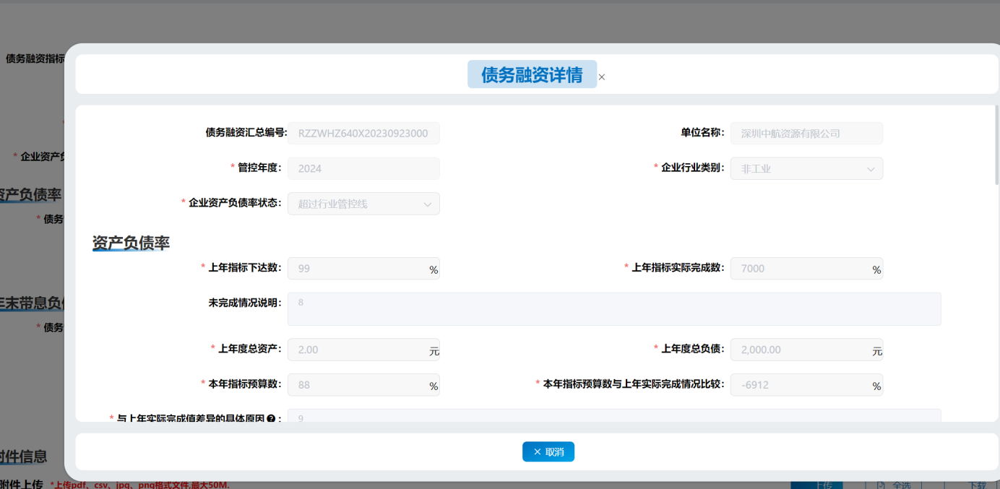 债务融资指标
债务融资详情 ×
债务融资汇总编号: RZZWHZ640X20230923000
单位名称: 深圳中航资源有限公司
*
* 管控年度: 2024
* 企业行业类别: 非工业
* 企业资产负
* 企业资产负债率状态: 超过行业管控线
资产负债率
* 债务
资产负债率
* 上年指标下达数: 99 %
* 上年指标实际完成数: 7000 %
未完成情况说明: 8
年末带息负债
* 债务
* 上年度总资产: 2.00 元
* 上年度总负债: 2,000.00 元
* 本年指标预算数: 88 %
* 本年指标预算数与上年实际完成情况比较: -6912 %
* 与上年实际完成值差异的具体原因?: 9
附件信息
× 取消
附件上传 *上传pdf、csv、jpg、png格式文件,最大50M.
上传
全选
下载